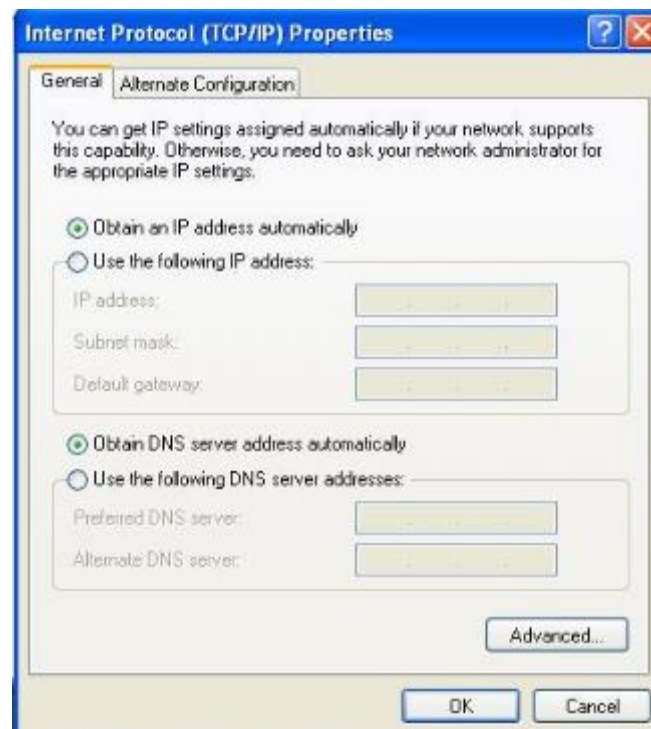 Internet Protocol (TCP/IP) Properties
General
Alternate Configuration
You can get IP settings assigned automatically if your network supports
this capability. Otherwise, you need to ask your network administrator for
the appropriate IP settings.
Obtain an IP address automatically
Use the following IP address:
IP address:
Subnet mask:
Default gateway:
Obtain DNS server address automatically
Use the following DNS server addresses:
Preferred DNS server:
Alternate DNS server:
Advanced...
OK
Cancel